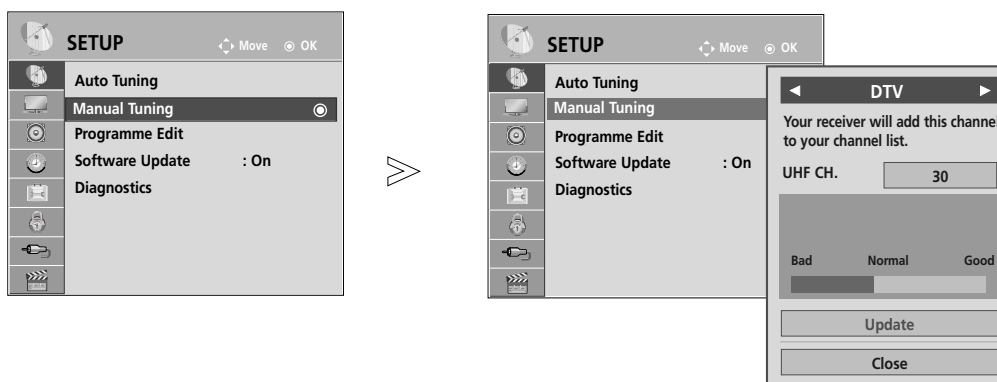 SETUP Move OK
Auto Tuning
Manual Tuning
Programme Edit
Software Update : On
Diagnostics
SETUP Move OK
Auto Tuning
Manual Tuning
Programme Edit
Software Update : On
Diagnostics
DTV
Your receiver will add this channel
to your channel list.
UHF CH. 30
Bad Normal Good
Update
Close